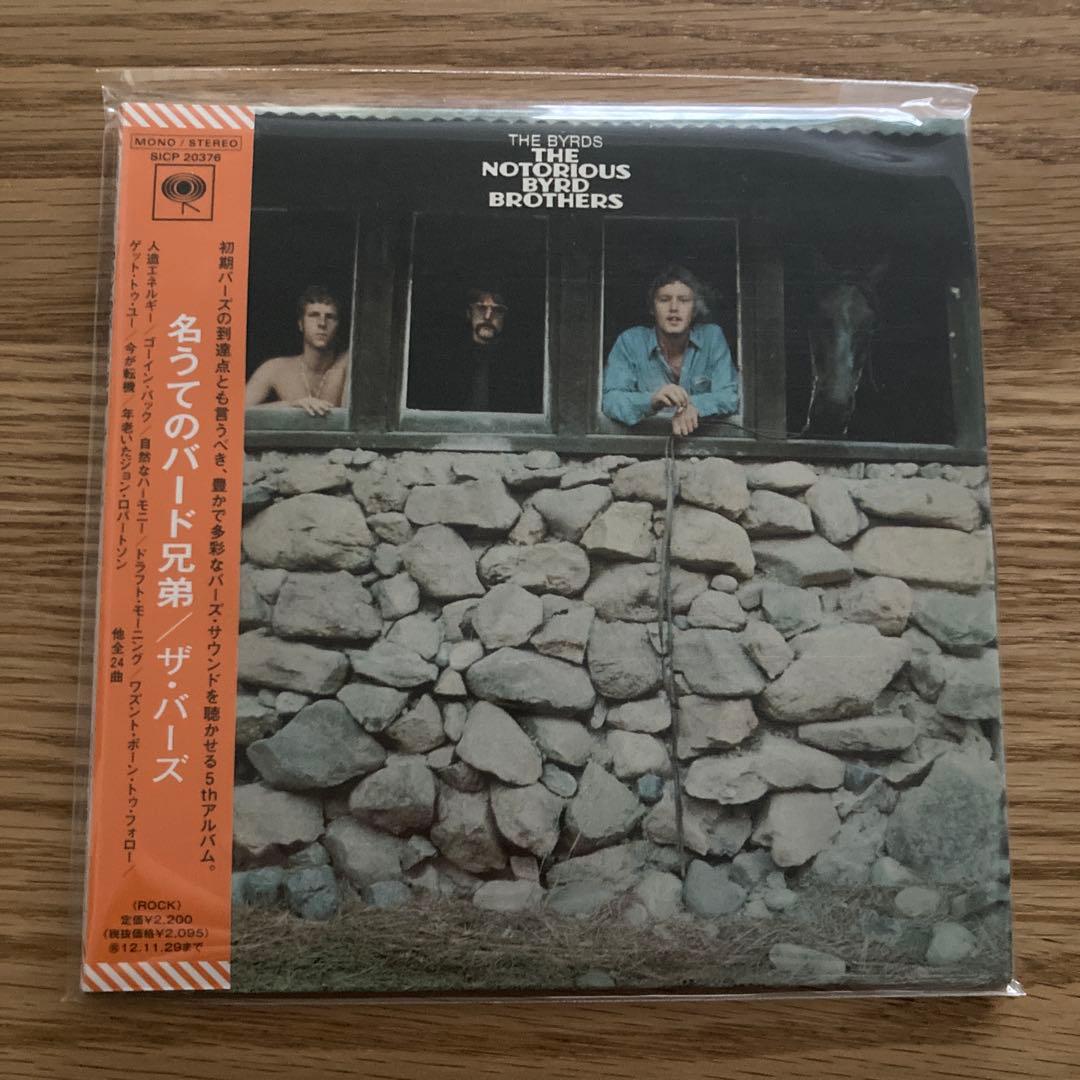 MONO / STEREO
SICP 20376
初期バーズの到達点とも言うべき、豊かで多彩なバーズ・サウンドを聴かせる5thアルバム。
名うてのバード兄弟／ザ・バーズ
人造エネルギー／ゴーイン・バック／自然なハーモニー／ドラフト・モーニング／ワズント・ボーン・トゥ・フォロー／
ゲット・トゥ・ユー／今が転機／年老いたジョン・ロバートソン
他全24曲
(ROCK)
定価¥2,200
(税抜価格¥2,095)
㊝12.11.29まで
THE BYRDS
THE
NOTORIOUS
BYRD
BROTHERS